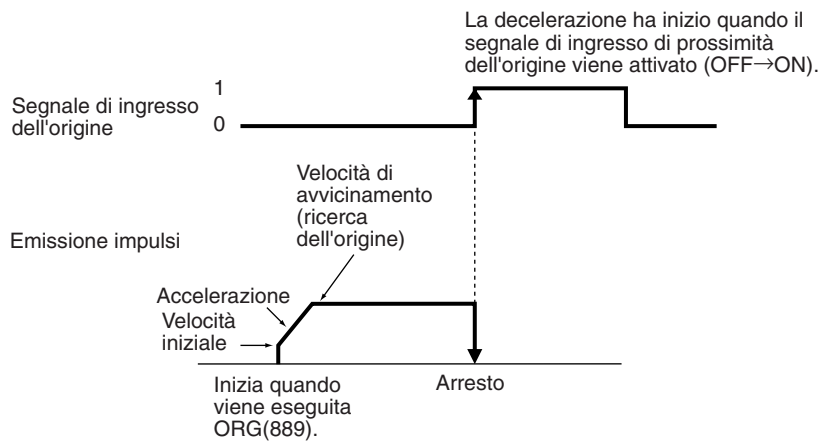 La decelerazione ha inizio quando il
segnale di ingresso di prossimità
dell'origine viene attivato (OFF→ON).
1
Segnale di ingresso
dell'origine
0
Velocità di
avvicinamento
(ricerca
dell'origine)
Emissione impulsi
Accelerazione
Velocità
iniziale
Inizia quando
viene eseguita
ORG(889).
Arresto